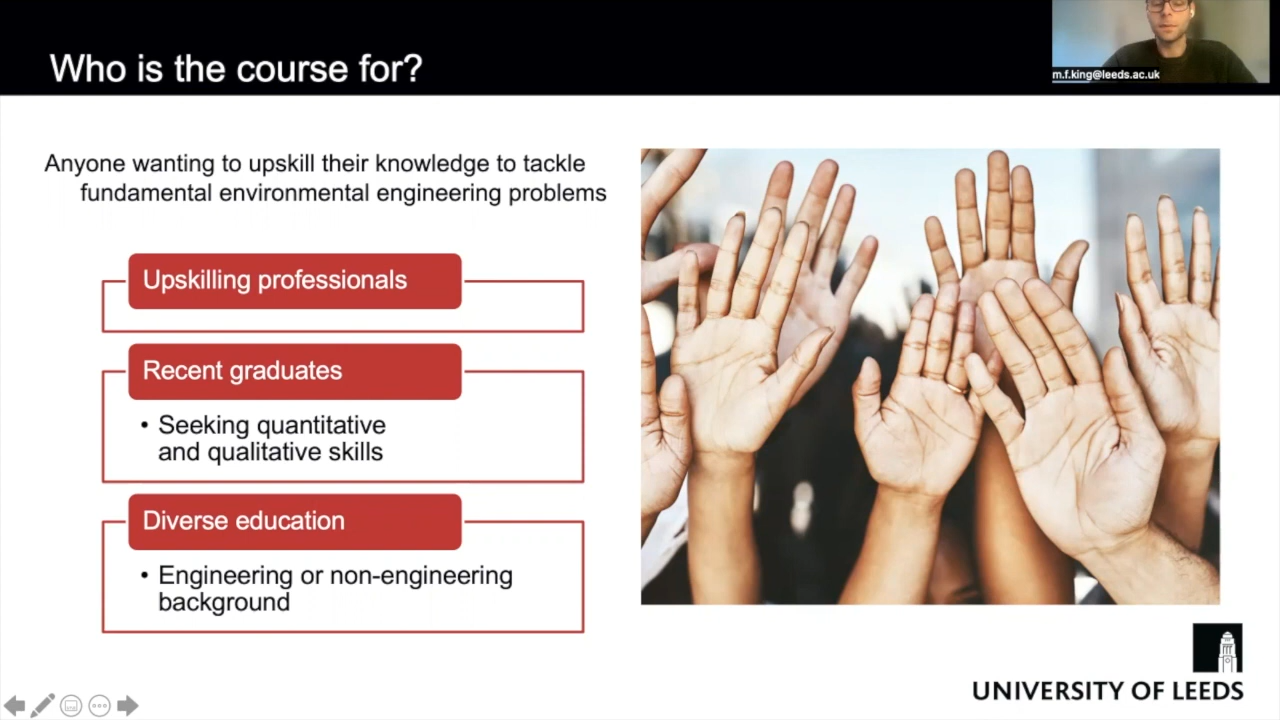 Who is the course for?
m.f.king@leeds.ac.uk
Anyone wanting to upskill their knowledge to tackle
fundamental environmental engineering problems
Upskilling professionals
Recent graduates
• Seeking quantitative
and qualitative skills
Diverse education
• Engineering or non-engineering
background
UNIVERSITY OF LEEDS